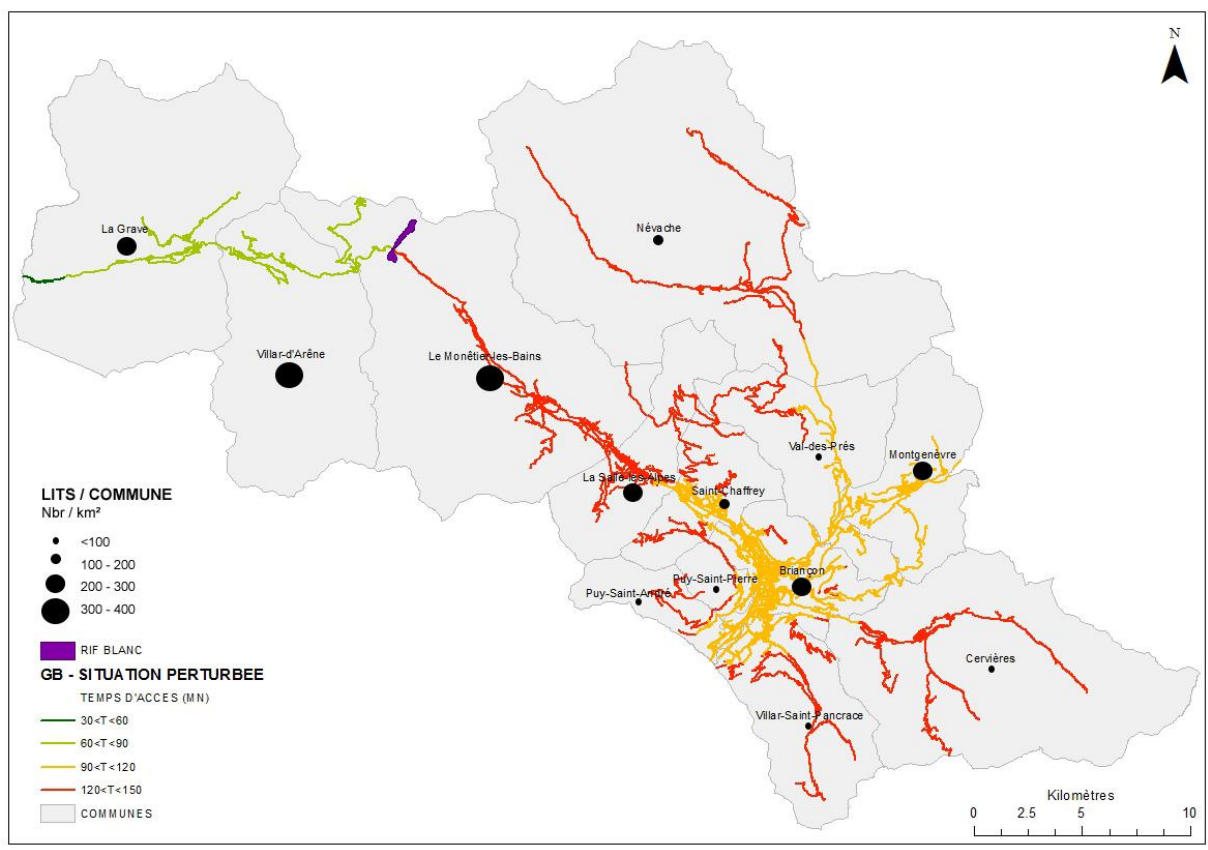 N
La Grave
Névache
Villar-d'Arêne
Le Monêtier-les-Bains
Val-des-Prés
Montgenèvre
La Salle-les-Alpes
Saint-Chaffrey
Briançon
Puy-Saint-Pierre
Puy-Saint-André
Cervières
Villar-Saint-Pancrace
LITS / COMMUNE
Nbr / km²
<100
100 - 200
200 - 300
300 - 400
RIF BLANC
GB - SITUATION PERTURBEE
TEMPS D'ACCES (MN)
30<T<60
60<T<90
90<T<120
120<T<150
COMMUNES
Kilomètres
0 2.5 5 10